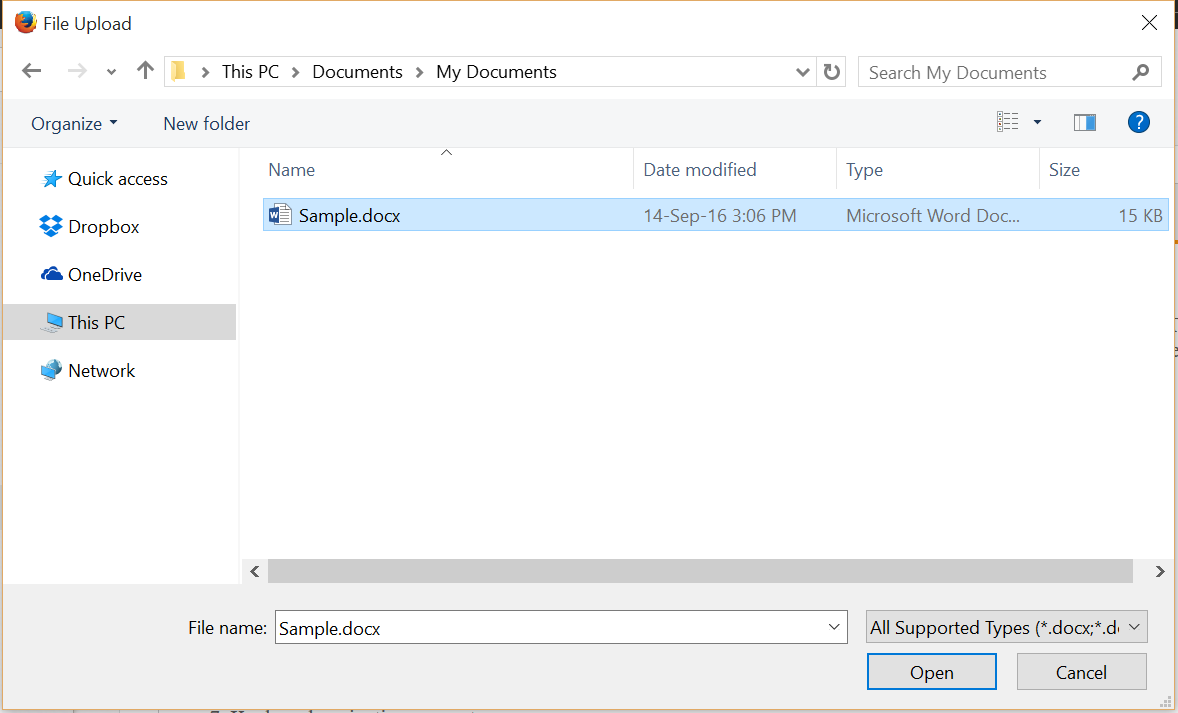 File Upload
This PC > Documents > My Documents
Search My Documents
Organize
New folder
?
Name
Date modified
Type
Size
Quick access
Dropbox
OneDrive
This PC
Network
Sample.docx
14-Sep-16 3:06 PM
Microsoft Word Doc...
15 KB
File name:
Sample.docx
All Supported Types (*.docx;*.d
Open
Cancel